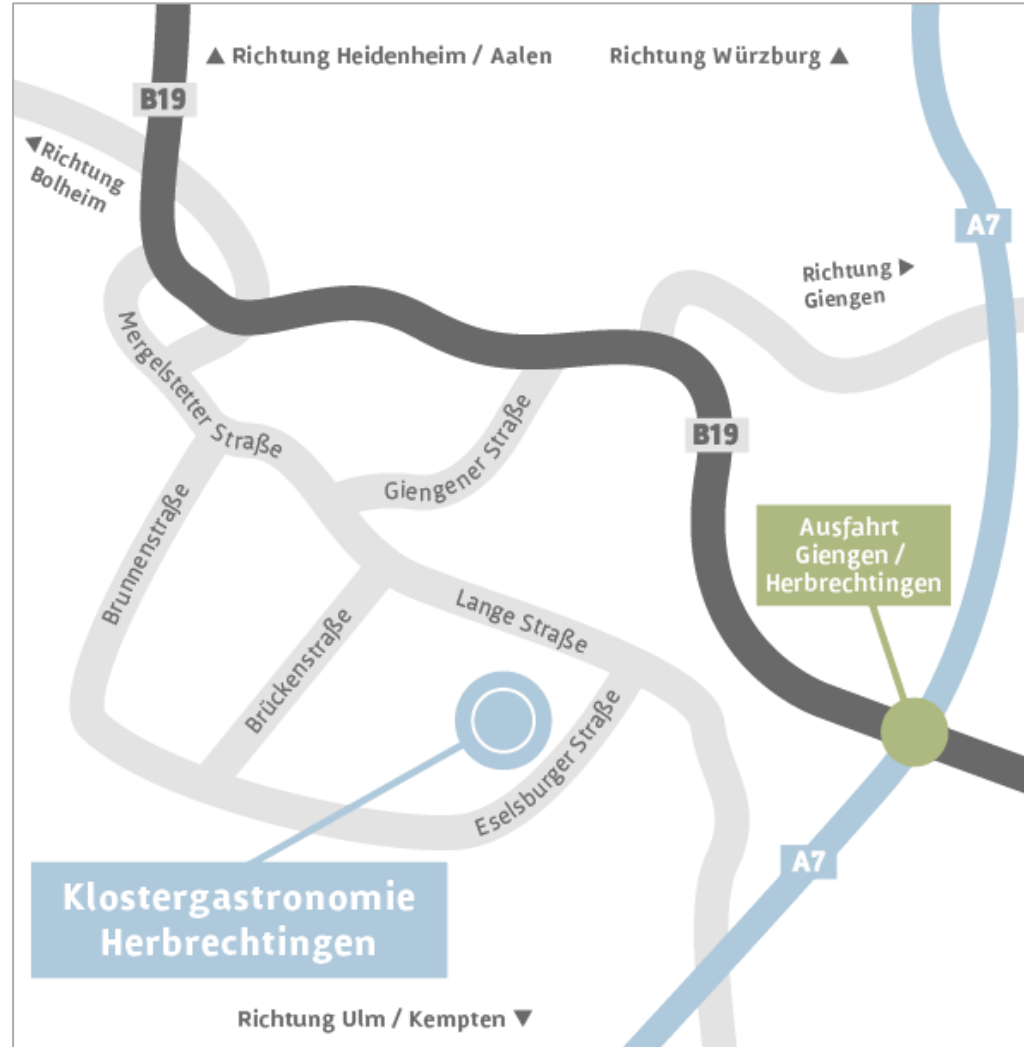 ▲ Richtung Heidenheim / Aalen
Richtung Würzburg ▲
B19
◀Richtung
Bolheim
A7
Richtung ▶
Giengen
Mergelstetter Straße
Giengener Straße
B19
Brunnenstraße
Ausfahrt
Giengen /
Herbrechtingen
Lange Straße
Brückenstraße
Eselsburger Straße
A7
Klostergastronomie
Herbrechtingen
Richtung Ulm / Kempten ▼